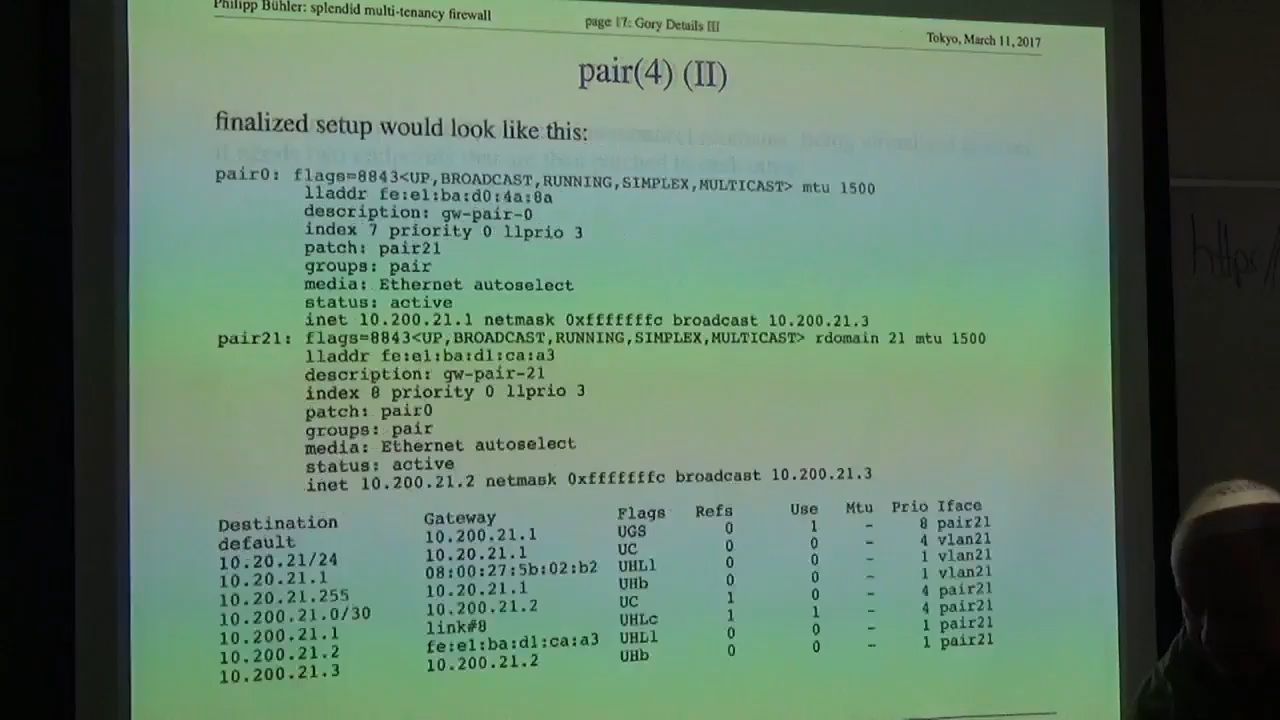 Philipp Bühler: splendid multi-tenancy firewall page 17: Gory Details III Tokyo, March 11, 2017
pair(4) (II)
finalized setup would look like this:
pair0: flags=8843<UP,BROADCAST,RUNNING,SIMPLEX,MULTICAST> mtu 1500
lladdr fe:e1:ba:d0:4a:8a
description: gw-pair-0
index 7 priority 0 llprio 3
patch: pair21
groups: pair
media: Ethernet autoselect
status: active
inet 10.200.21.1 netmask 0xfffffffc broadcast 10.200.21.3
pair21: flags=8843<UP,BROADCAST,RUNNING,SIMPLEX,MULTICAST> rdomain 21 mtu 1500
lladdr fe:e1:ba:d1:ca:a3
description: gw-pair-21
index 8 priority 0 llprio 3
patch: pair0
groups: pair
media: Ethernet autoselect
status: active
inet 10.200.21.2 netmask 0xfffffffc broadcast 10.200.21.3
Destination Gateway Flags Refs Use Mtu Prio Iface
default 10.200.21.1 UGS 0 1 - 8 pair21
10.20.21/24 10.20.21.1 UC 0 0 - 4 vlan21
10.20.21.1 08:00:27:5b:02:b2 UHLl 0 0 - 1 vlan21
10.20.21.255 10.20.21.1 UHb 0 0 - 1 vlan21
10.200.21.0/30 10.200.21.2 UC 1 0 - 4 pair21
10.200.21.1 link#8 UHLc 1 1 - 4 pair21
10.200.21.2 fe:e1:ba:d1:ca:a3 UHLl 0 0 - 1 pair21
10.200.21.3 10.200.21.2 UHb 0 0 - 1 pair21
https:/